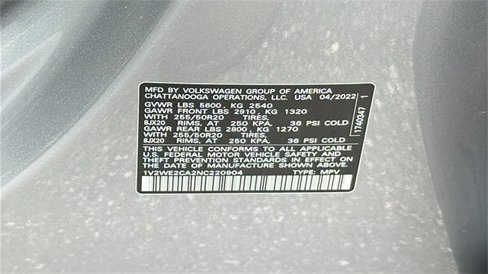 MFD BY VOLKSWAGEN GROUP OF AMERICA
CHATTANOOGA OPERATIONS, LLC. USA 04/2022
GVWR LBS 5600, KG 2540
GAWR FRONT LBS 2910, KG 1320
WITH 255/50R20 TIRES,
8JX20 RIMS, AT 250 KPA, 36 PSI COLD
GAWR REAR LBS 2800, KG 1270
WITH 255/50R20 TIRES,
8JX20 RIMS, AT 250 KPA, 36 PSI COLD
THIS VEHICLE CONFORMS TO ALL APPLICABLE
U.S. FEDERAL MOTOR VEHICLE SAFETY AND
THEFT PREVENTION STANDARDS IN EFFECT ON
THE DATE OF MANUFACTURE SHOWN ABOVE.
1V2WE2CA2NC220904 TYPE: MPV
1740347 1